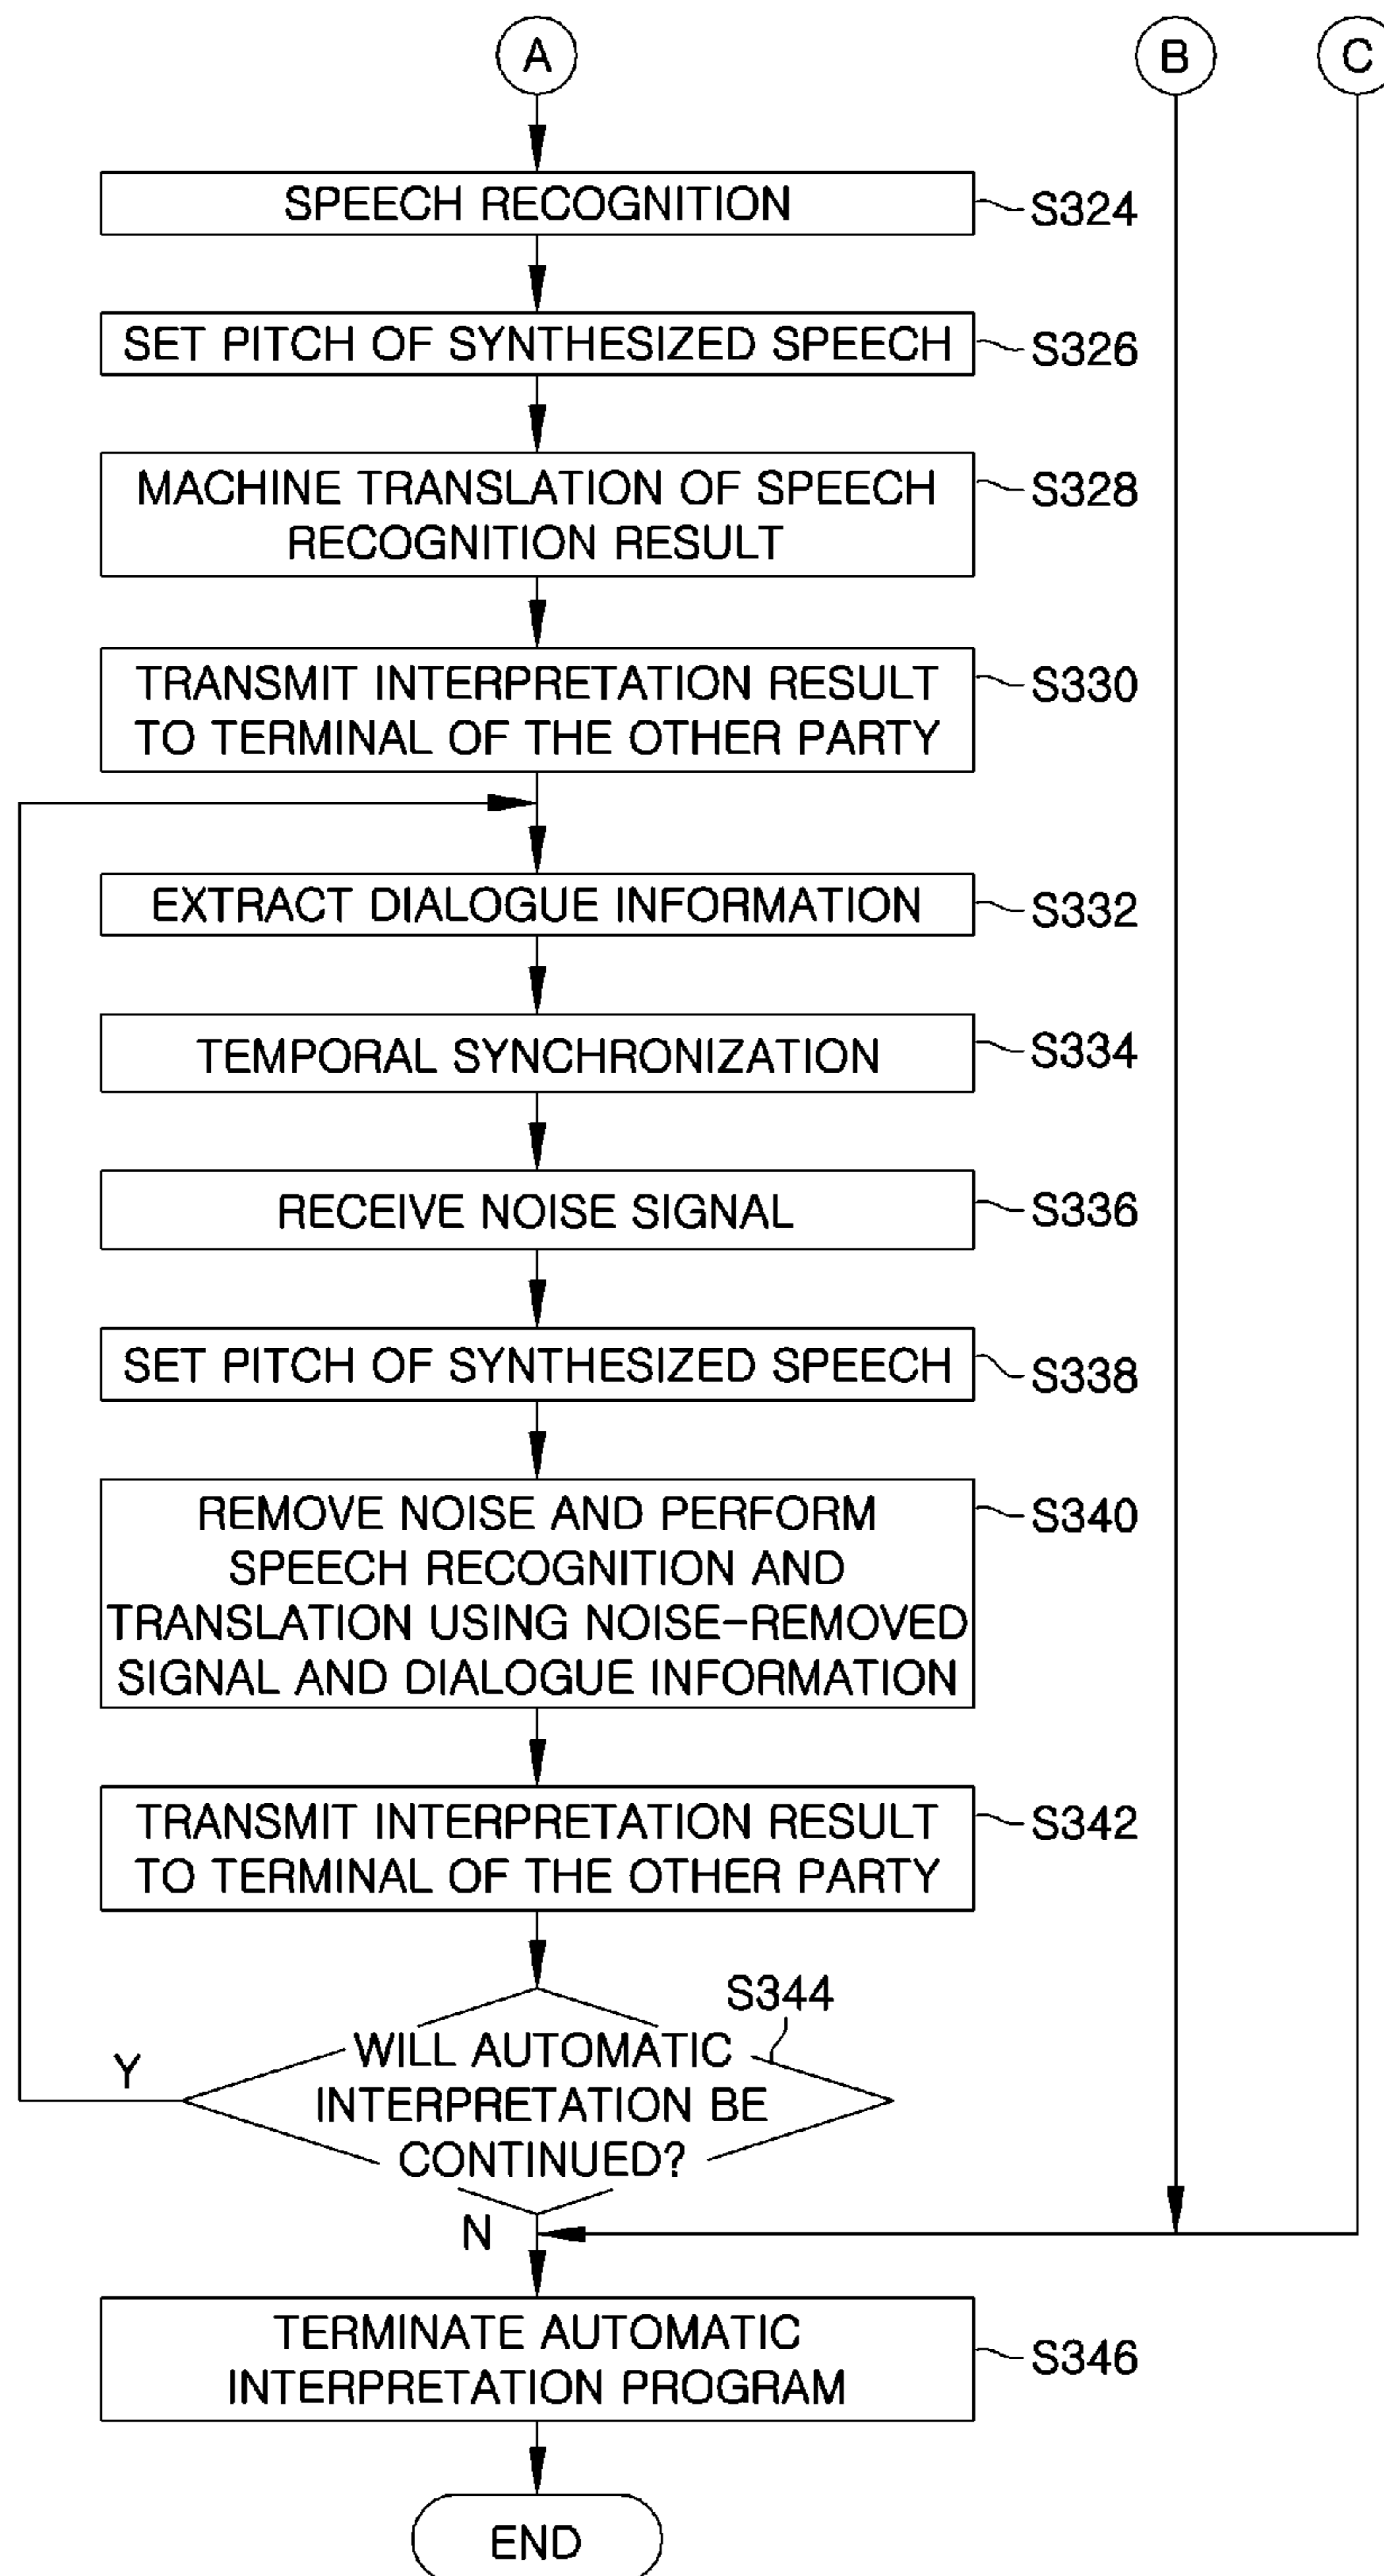 A
B
C
SPEECH RECOGNITION
S324
SET PITCH OF SYNTHESIZED SPEECH
S326
MACHINE TRANSLATION OF SPEECH
RECOGNITION RESULT
S328
TRANSMIT INTERPRETATION RESULT
TO TERMINAL OF THE OTHER PARTY
S330
EXTRACT DIALOGUE INFORMATION
S332
TEMPORAL SYNCHRONIZATION
S334
RECEIVE NOISE SIGNAL
S336
SET PITCH OF SYNTHESIZED SPEECH
S338
REMOVE NOISE AND PERFORM
SPEECH RECOGNITION AND
TRANSLATION USING NOISE-REMOVED
SIGNAL AND DIALOGUE INFORMATION
S340
TRANSMIT INTERPRETATION RESULT
TO TERMINAL OF THE OTHER PARTY
S342
S344
WILL AUTOMATIC
INTERPRETATION BE
CONTINUED?
Y
N
TERMINATE AUTOMATIC
INTERPRETATION PROGRAM
S346
END